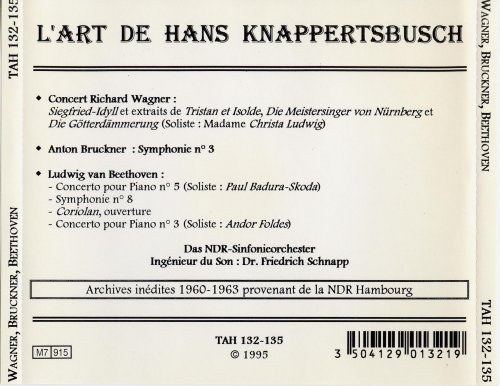 L'ART DE HANS KNAPPERTSBUSCH
TAH 132-135
WAGNER, BRUCKNER, BEETHOVEN
◆ Concert Richard Wagner :
Siegfried-Idyll et extraits de Tristan et Isolde, Die Meistersinger von Nürnberg et
Die Götterdämmerung (Soliste : Madame Christa Ludwig)
◆ Anton Bruckner : Symphonie n° 3
◆ Ludwig van Beethoven :
- Concerto pour Piano n° 5 (Soliste : Paul Badura-Skoda)
- Symphonie n° 8
- Coriolan, ouverture
- Concerto pour Piano n° 3 (Soliste : Andor Foldes)
Das NDR-Sinfonieorchester
Ingénieur du Son : Dr. Friedrich Schnapp
Archives inédites 1960-1963 provenant de la NDR Hambourg
M7 915
TAH 132-135
© 1995
3 504129 013219
WAGNER, BRUCKNER, BEETHOVEN
TAH 132-135